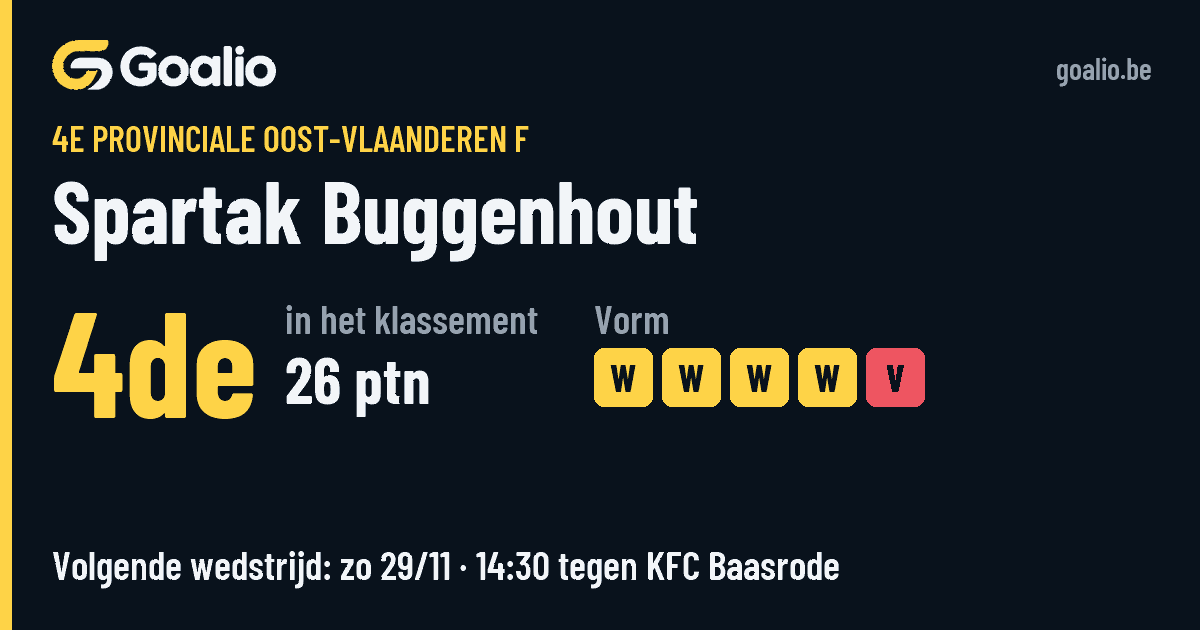 Goalio
goalio.be
4E PROVINCIALE OOST-VLAANDEREN F
Spartak Buggenhout
4de
in het klassement
26 ptn
Vorm
W W W W V
Volgende wedstrijd: zo 29/11 · 14:30 tegen KFC Baasrode